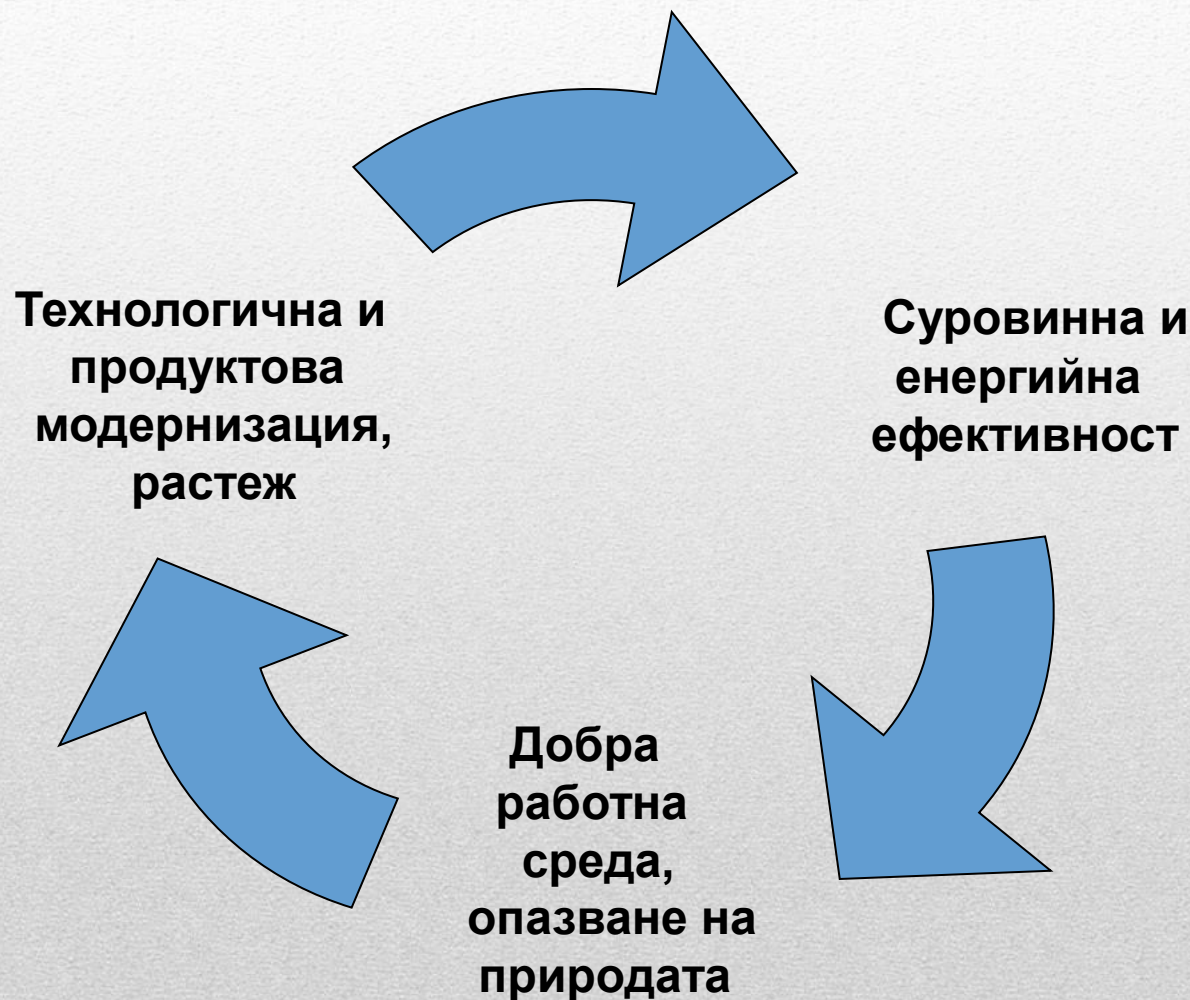 Технологична и
продуктова
модернизация,
растеж
Суровинна и
енергийна
ефективност
Добра
работна
среда,
опазване на
природата